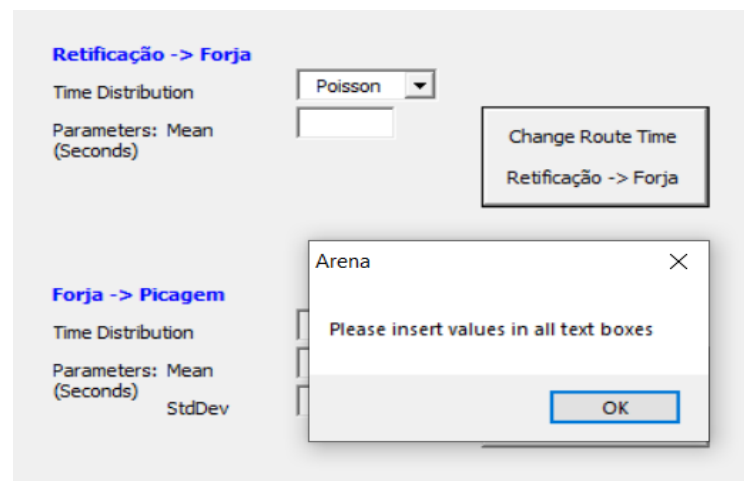 Retificação -> Forja
Time Distribution
Poisson
Parameters: Mean
(Seconds)
Change Route Time
Retificação -> Forja
Arena
Please insert values in all text boxes
OK
Forja -> Picagem
Time Distribution
Parameters: Mean
(Seconds)
StdDev